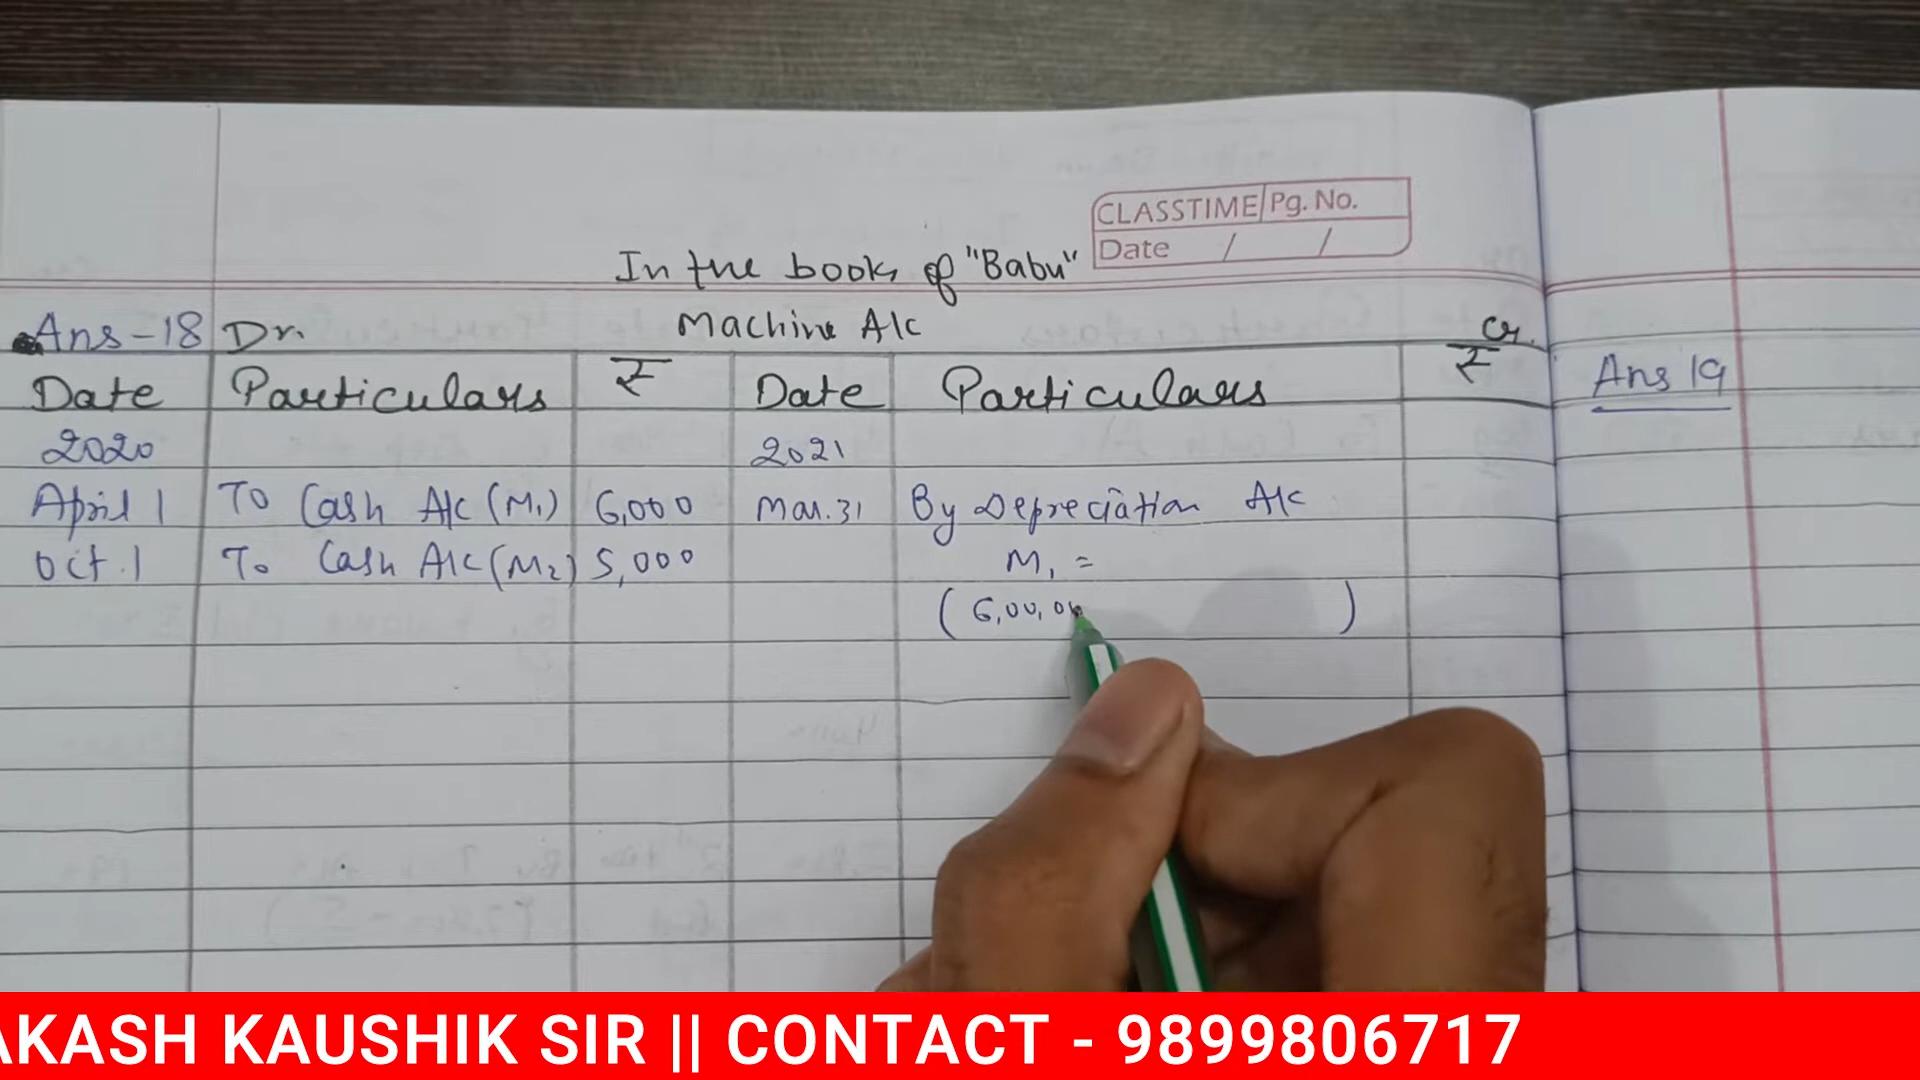 CLASSTIME Pg. No.
Date / /
In the books of "Babu"
Ans-18 Dr. Machine A/c Cr.
Date Particulars ₹ Date Particulars ₹
2020 2021
April 1 To Cash A/c (M1) 6,000 Mar. 31 By Depreciation A/c
Oct. 1 To Cash A/c (M2) 5,000 M1 =
(6,00,00 )
Ans 19
AKASH KAUSHIK SIR || CONTACT - 9899806717